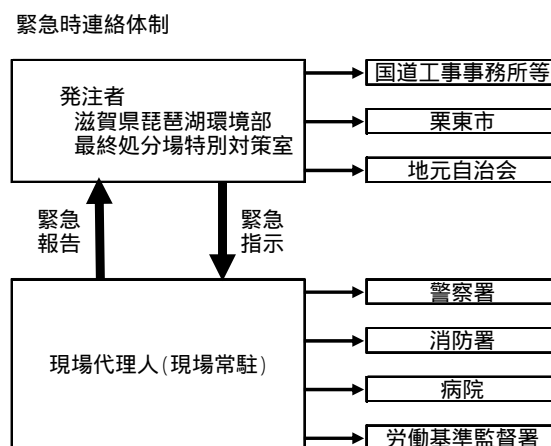 緊急時連絡体制
発注者
滋賀県琵琶湖環境部
最終処分場特別対策室
国道工事事務所等
栗東市
地元自治会
緊急
報告
緊急
指示
現場代理人(現場常駐)
警察署
消防署
病院
労働基準監督署